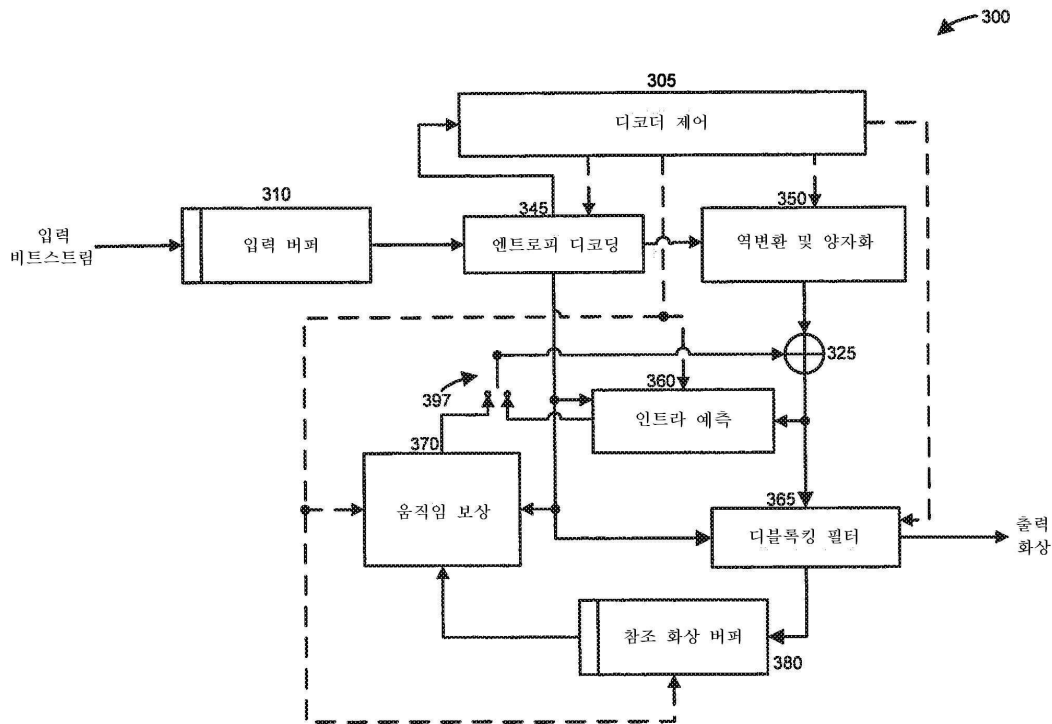 300
305
디코더 제어
310
입력 버퍼
입력
비트스트림
345
엔트로피 디코딩
350
역변환 및 양자화
325
397
360
인트라 예측
370
움직임 보상
365
디블록킹 필터
출력
화상
참조 화상 버퍼
380